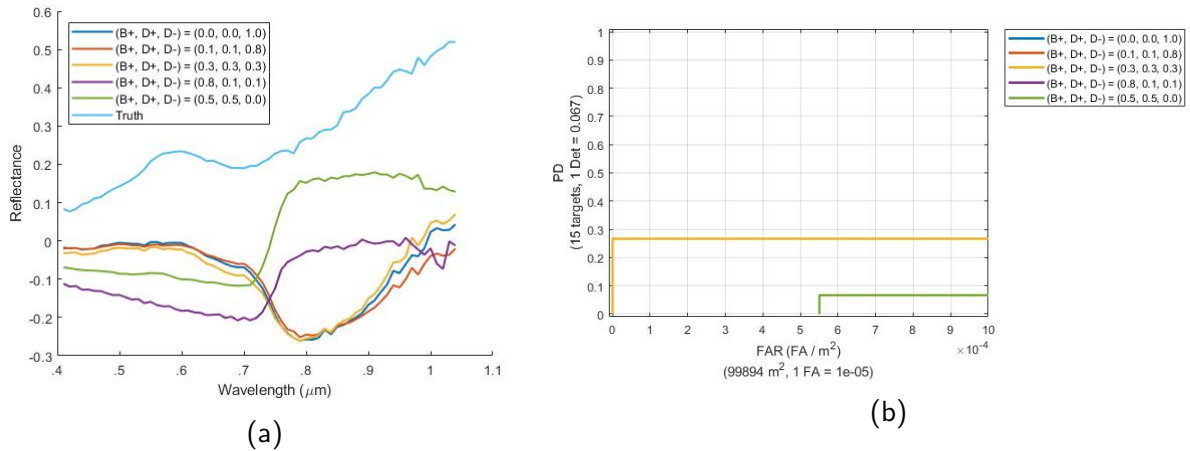 0.6
0.5
0.4
0.3
0.2
0.1
0
-0.1
-0.2
-0.3
Reflectance
(B+, D+, D-) = (0.0, 0.0, 1.0)
(B+, D+, D-) = (0.1, 0.1, 0.8)
(B+, D+, D-) = (0.3, 0.3, 0.3)
(B+, D+, D-) = (0.8, 0.1, 0.1)
(B+, D+, D-) = (0.5, 0.5, 0.0)
Truth
.4 .5 .6 .7 .8 .9 1 1.1
Wavelength (μm)
(a)
1
0.9
0.8
0.7
0.6
0.5
0.4
0.3
0.2
0.1
0
PD
(15 targets, 1 Det = 0.067)
0 1 2 3 4 5 6 7 8 9 10
×10⁻⁴
FAR (FA / m²)
(99894 m², 1 FA = 1e-05)
(B+, D+, D-) = (0.0, 0.0, 1.0)
(B+, D+, D-) = (0.1, 0.1, 0.8)
(B+, D+, D-) = (0.3, 0.3, 0.3)
(B+, D+, D-) = (0.8, 0.1, 0.1)
(B+, D+, D-) = (0.5, 0.5, 0.0)
(b)